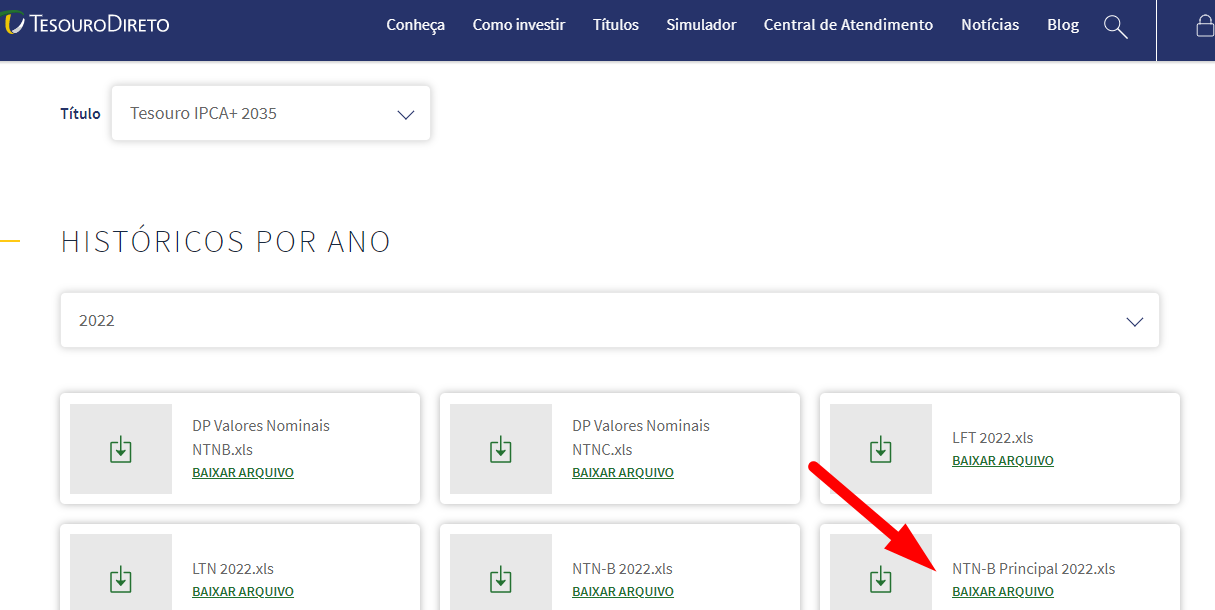 TESOURODIRETO
Conheça Como investir Títulos Simulador Central de Atendimento Notícias Blog
Título Tesouro IPCA+ 2035
HISTÓRICOS POR ANO
2022
DP Valores Nominais
NTNB.xls
BAIXAR ARQUIVO
DP Valores Nominais
NTNC.xls
BAIXAR ARQUIVO
LFT 2022.xls
BAIXAR ARQUIVO
LTN 2022.xls
BAIXAR ARQUIVO
NTN-B 2022.xls
BAIXAR ARQUIVO
NTN-B Principal 2022.xls
BAIXAR ARQUIVO